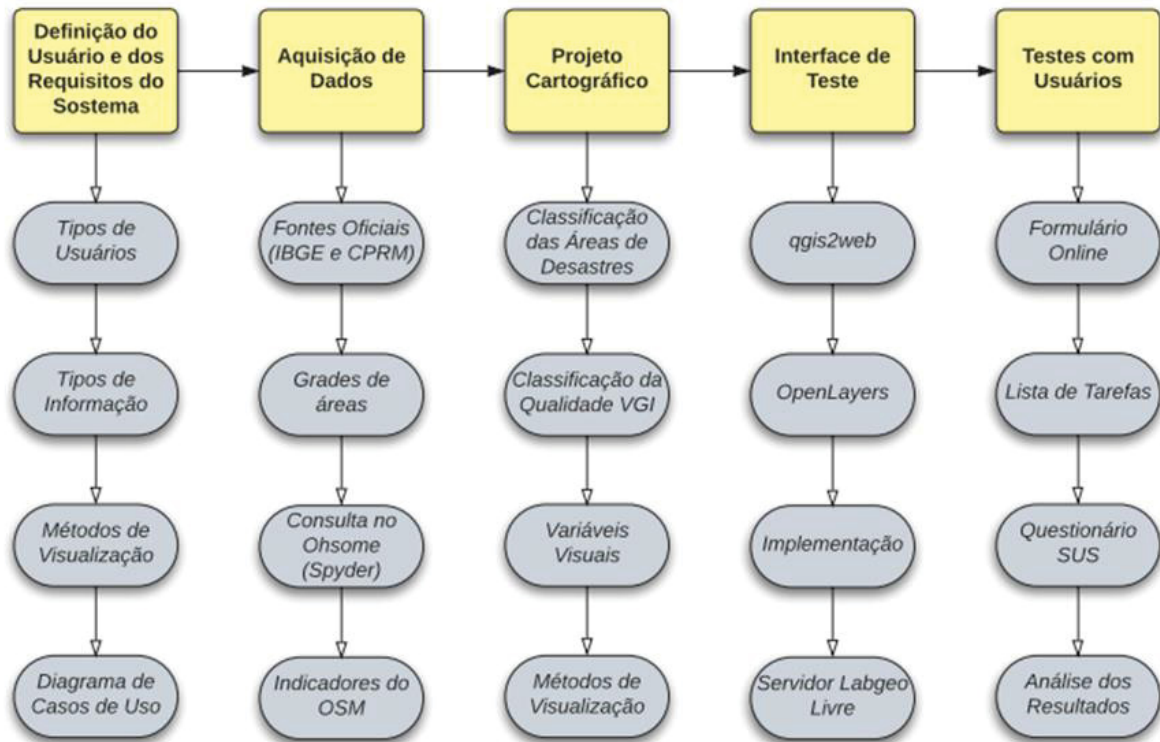 Definição do
Usuário e dos
Requisitos do
Sostema
Aquisição de
Dados
Projeto
Cartográfico
Interface de
Teste
Testes com
Usuários
Tipos de
Usuários
Fontes Oficiais
(IBGE e CPRM)
Classificação
das Áreas de
Desastres
qgis2web
Formulário
Online
Tipos de
Informação
Grades de
áreas
Classificação da
Qualidade VGI
OpenLayers
Lista de Tarefas
Métodos de
Visualização
Consulta no
Ohsome
(Spyder)
Variáveis
Visuais
Implementação
Questionário
SUS
Diagrama de
Casos de Uso
Indicadores do
OSM
Métodos de
Visualização
Servidor Labgeo
Livre
Análise dos
Resultados